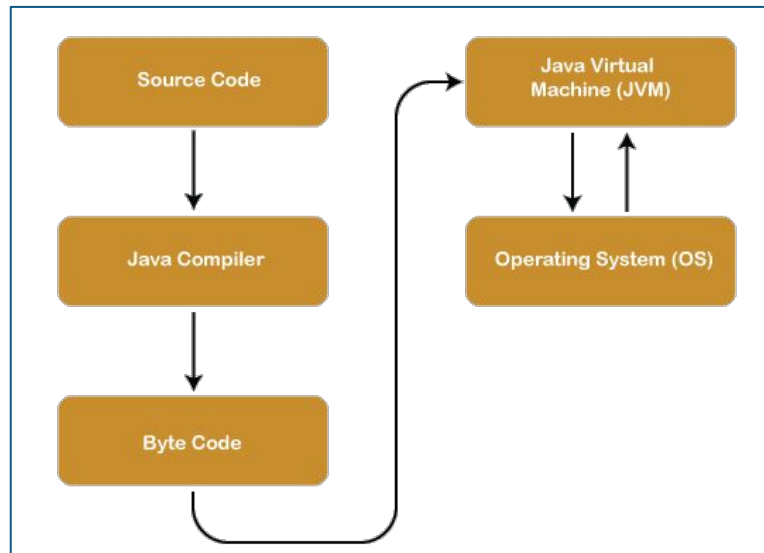 Source Code
Java Compiler
Byte Code
Java Virtual
Machine (JVM)
Operating System (OS)